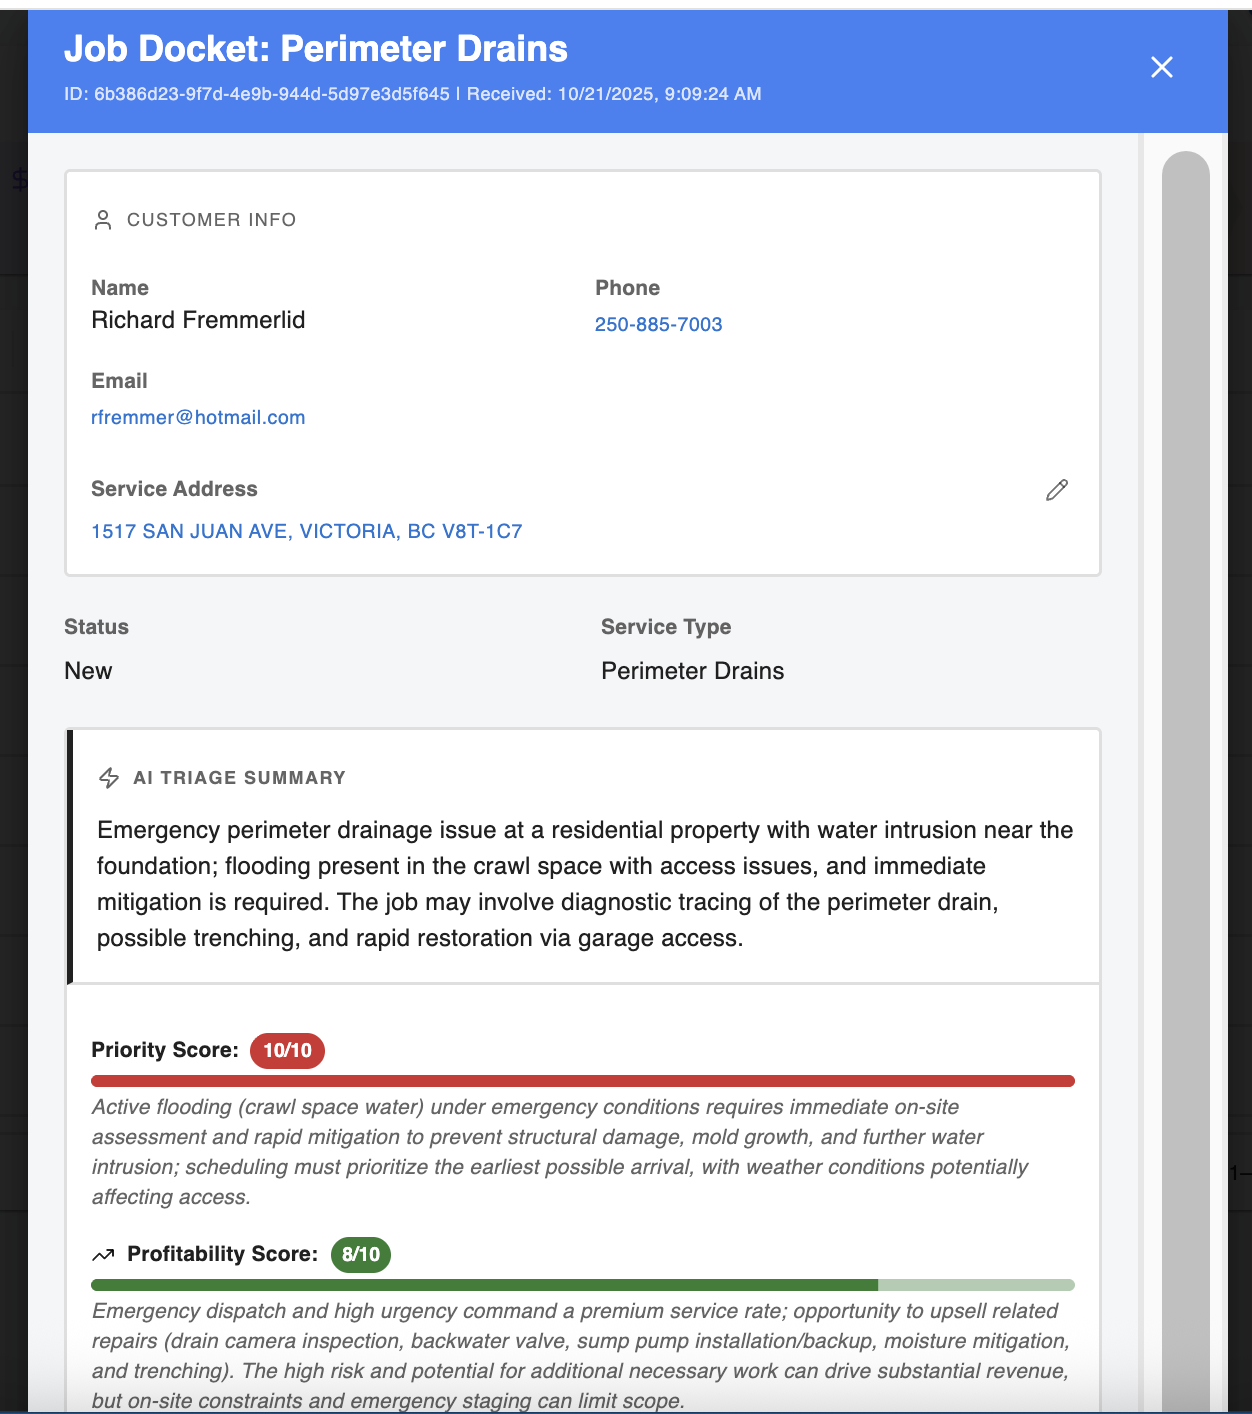 Job Docket: Perimeter Drains
ID: 6b386d23-9f7d-4e9b-944d-5d97e3d5f645 | Received: 10/21/2025, 9:09:24 AM
$
CUSTOMER INFO
Name
Richard Fremmerlid
Phone
250-885-7003
Email
rfremmer@hotmail.com
Service Address
1517 SAN JUAN AVE, VICTORIA, BC V8T-1C7
Status
New
Service Type
Perimeter Drains
AI TRIAGE SUMMARY
Emergency perimeter drainage issue at a residential property with water intrusion near the
foundation; flooding present in the crawl space with access issues, and immediate
mitigation is required. The job may involve diagnostic tracing of the perimeter drain,
possible trenching, and rapid restoration via garage access.
Priority Score: 10/10
Active flooding (crawl space water) under emergency conditions requires immediate on-site
assessment and rapid mitigation to prevent structural damage, mold growth, and further water
intrusion; scheduling must prioritize the earliest possible arrival, with weather conditions potentially
affecting access.
1–
Profitability Score: 8/10
Emergency dispatch and high urgency command a premium service rate; opportunity to upsell related
repairs (drain camera inspection, backwater valve, sump pump installation/backup, moisture mitigation,
and trenching). The high risk and potential for additional necessary work can drive substantial revenue,
but on-site constraints and emergency staging can limit scope.